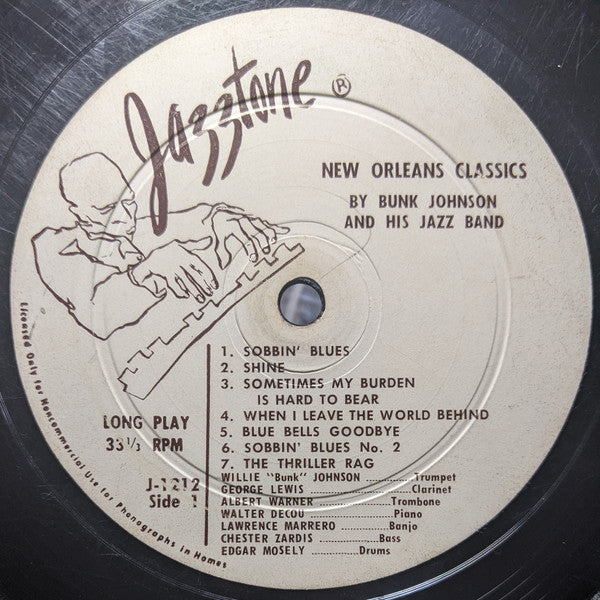 Jazztone ®
NEW ORLEANS CLASSICS
BY BUNK JOHNSON
AND HIS JAZZ BAND
1. SOBBIN' BLUES
2. SHINE
3. SOMETIMES MY BURDEN
IS HARD TO BEAR
4. WHEN I LEAVE THE WORLD BEHIND
5. BLUE BELLS GOODBYE
6. SOBBIN' BLUES No. 2
7. THE THRILLER RAG
WILLIE "Bunk" JOHNSON ............Trumpet
GEORGE LEWIS ............Clarinet
ALBERT WARNER ............Trombone
WALTER DECOU ............Piano
LAWRENCE MARRERO ............Banjo
CHESTER ZARDIS ............Bass
EDGAR MOSELY ............Drums
LONG PLAY
33 1/3 RPM
J-1212
Side 1
Licensed Only for Noncommercial Use for Phonographs in Homes